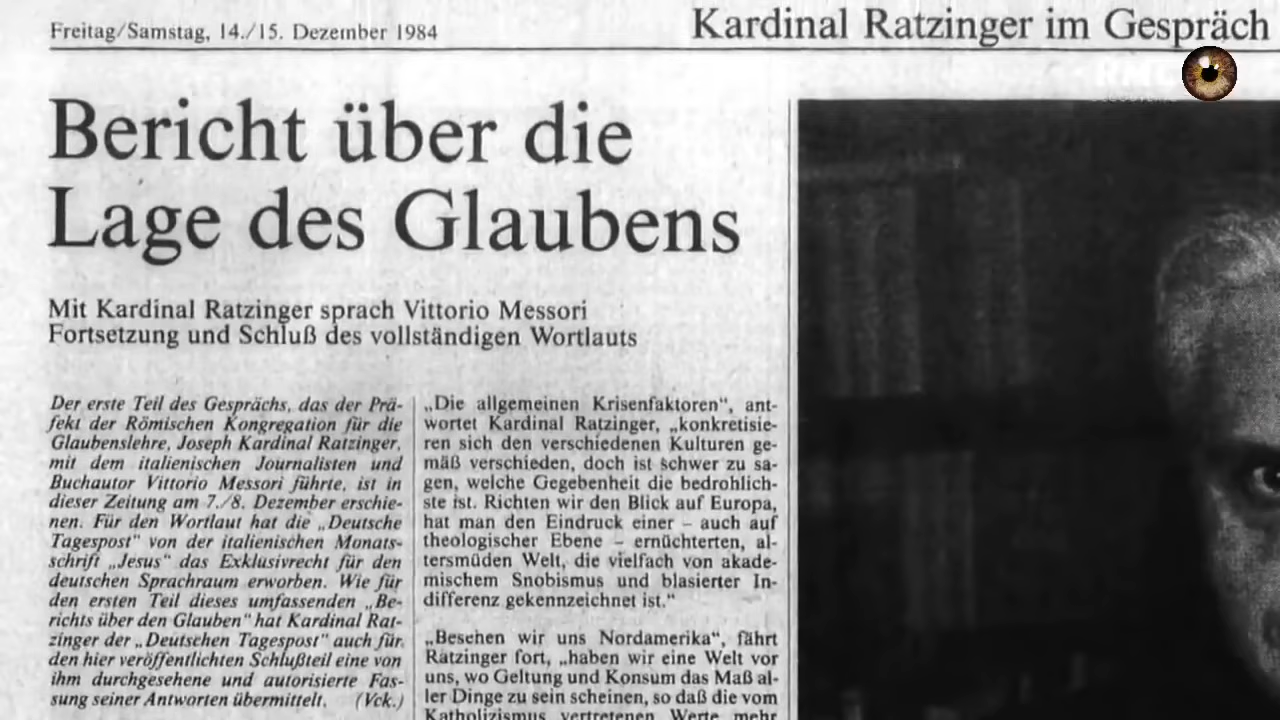 Freitag/Samstag, 14./15. Dezember 1984
Kardinal Ratzinger im Gespräch
Bericht über die
Lage des Glaubens
Mit Kardinal Ratzinger sprach Vittorio Messori
Fortsetzung und Schluß des vollständigen Wortlauts
Der erste Teil des Gesprächs, das der Prä-
fekt der Römischen Kongregation für die
Glaubenslehre, Joseph Kardinal Ratzinger,
mit dem italienischen Journalisten und
Buchautor Vittorio Messori führte, ist in
dieser Zeitung am 7./8. Dezember erschie-
nen. Für den Wortlaut hat die „Deutsche
Tagespost" von der italienischen Monats-
schrift „Jesus" das Exklusivrecht für den
deutschen Sprachraum erworben. Wie für
den ersten Teil dieses umfassenden „Be-
richts über den Glauben" hat Kardinal Rat-
zinger der „Deutschen Tagespost" auch für
den hier veröffentlichten Schlußteil eine von
ihm durchgesehene und autorisierte Fas-
sung seiner Antworten übermittelt. (Vck.)
„Die allgemeinen Krisenfaktoren", ant-
wortet Kardinal Ratzinger, „konkretisie-
ren sich den verschiedenen Kulturen ge-
mäß verschieden, doch ist schwer zu sa-
gen, welche Gegebenheit die bedrohlich-
ste ist. Richten wir den Blick auf Europa,
hat man den Eindruck einer – auch auf
theologischer Ebene – ernüchterten, al-
tersmüden Welt, die vielfach von akade-
mischem Snobismus und blasierter In-
differenz gekennzeichnet ist."
„Besehen wir uns Nordamerika", fährt
Ratzinger fort, „haben wir eine Welt vor
uns, wo Geltung und Konsum das Maß al-
ler Dinge zu sein scheinen, so daß die vom
Katholizismus vertretenen Werte mehr